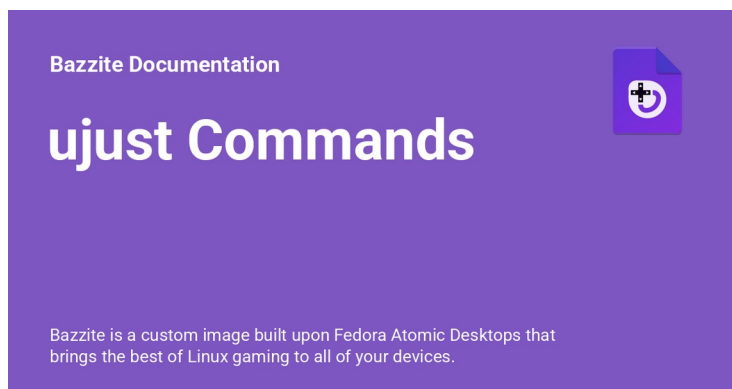 Bazzite Documentation
ujust Commands
Bazzite is a custom image built upon Fedora Atomic Desktops that
brings the best of Linux gaming to all of your devices.